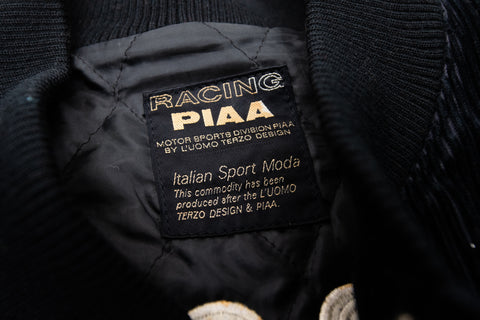 RACING
PIAA
MOTOR SPORTS DIVISION PIAA
BY L'UOMO TERZO DESIGN
Italian Sport Moda
This commodity has been
produced after the L'UOMO
TERZO DESIGN & PIAA.